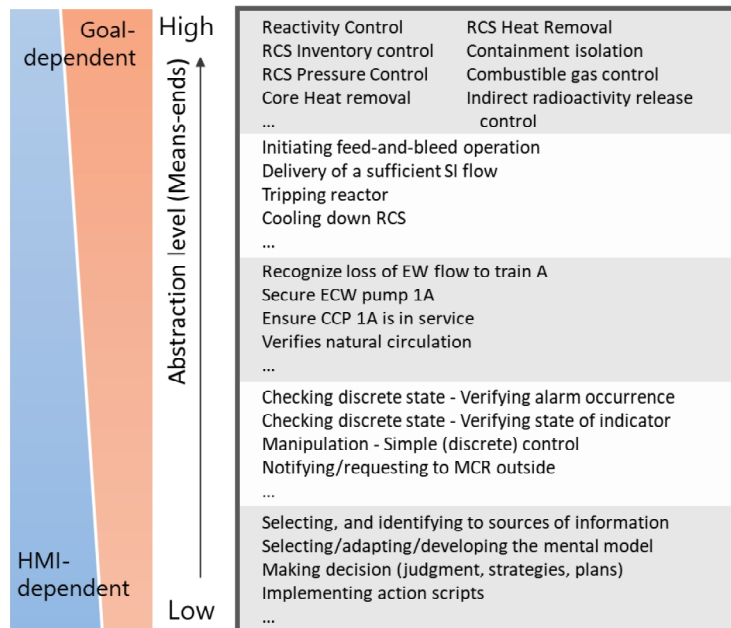 Goal-
dependent
HMI-
dependent
High
Abstraction level (Means-ends)
Low
Reactivity Control
RCS Inventory control
RCS Pressure Control
Core Heat removal
...
RCS Heat Removal
Containment isolation
Combustible gas control
Indirect radioactivity release
control
Initiating feed-and-bleed operation
Delivery of a sufficient SI flow
Tripping reactor
Cooling down RCS
...
Recognize loss of EW flow to train A
Secure ECW pump 1A
Ensure CCP 1A is in service
Verifies natural circulation
...
Checking discrete state - Verifying alarm occurrence
Checking discrete state - Verifying state of indicator
Manipulation - Simple (discrete) control
Notifying/requesting to MCR outside
...
Selecting, and identifying to sources of information
Selecting/adapting/developing the mental model
Making decision (judgment, strategies, plans)
Implementing action scripts
...